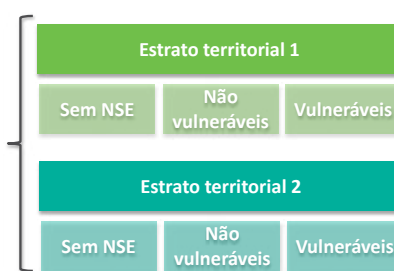 Estrato territorial 1
Sem NSE
Não
vulneráveis
Vulneráveis
Estrato territorial 2
Sem NSE
Não
vulneráveis
Vulneráveis